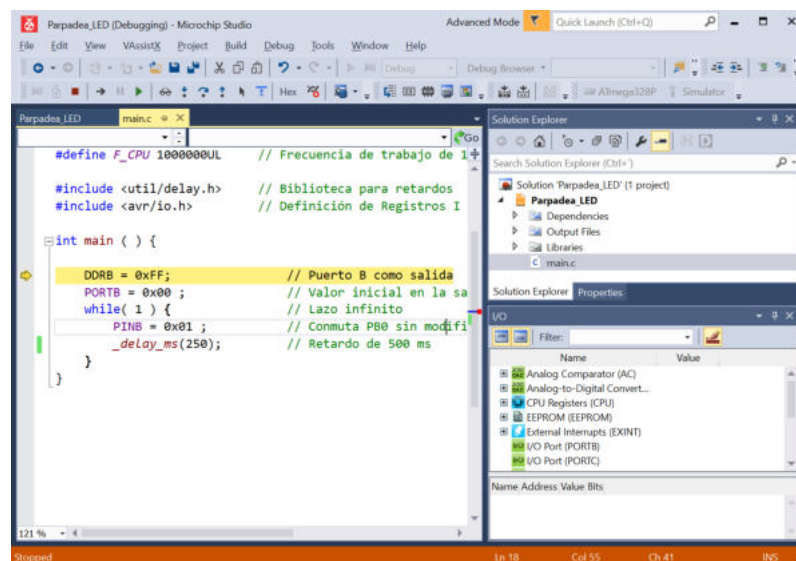 Parpadea_LED (Debugging) - Microchip Studio
Advanced Mode
Quick Launch (Ctrl+Q)
File Edit View VAssistX Project Build Debug Tools Window Help
Debug
Debug Browser
Hex
ATmega328P
Simulator
Parpadea_LED
main.c
Go
#define F_CPU 1000000UL // Frecuencia de trabajo de 1
#include <util/delay.h> // Biblioteca para retardos
#include <avr/io.h> // Definición de Registros I
int main ( ) {
DDRB = 0xFF; // Puerto B como salida
PORTB = 0x00 ; // Valor inicial en la sa
while( 1 ) { // Lazo infinito
PINB = 0x01 ; // Conmuta PB0 sin modifi
_delay_ms(250); // Retardo de 500 ms
}
}
121 %
Solution Explorer
Search Solution Explorer (Ctrl+')
Solution 'Parpadea_LED' (1 project)
Parpadea_LED
Dependencies
Output Files
Libraries
main.c
Solution Explorer Properties
I/O
Filter:
Name Value
Analog Comparator (AC)
Analog-to-Digital Convert...
CPU Registers (CPU)
EEPROM (EEPROM)
External Interrupts (EXINT)
I/O Port (PORTB)
I/O Port (PORTC)
Name Address Value Bits
Stopped
Ln 18 Col 55 Ch 41 INS